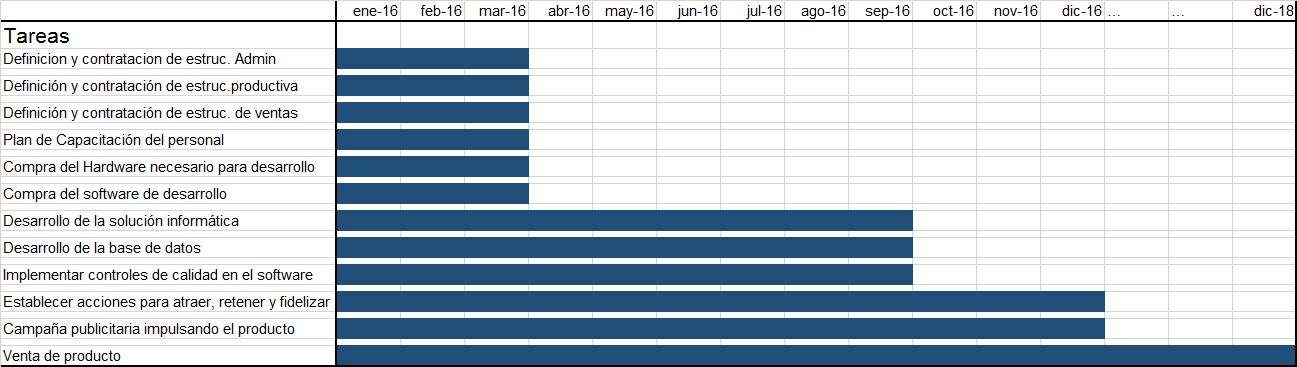 ene-16 feb-16 mar-16 abr-16 may-16 jun-16 jul-16 ago-16 sep-16 oct-16 nov-16 dic-16 ... ... dic-18
Tareas
Definicion y contratacion de estruc. Admin
Definición y contratación de estruc.productiva
Definición y contratación de estruc. de ventas
Plan de Capacitación del personal
Compra del Hardware necesario para desarrollo
Compra del software de desarrollo
Desarrollo de la solución informática
Desarrollo de la base de datos
Implementar controles de calidad en el software
Establecer acciones para atraer, retener y fidelizar
Campaña publicitaria impulsando el producto
Venta de producto